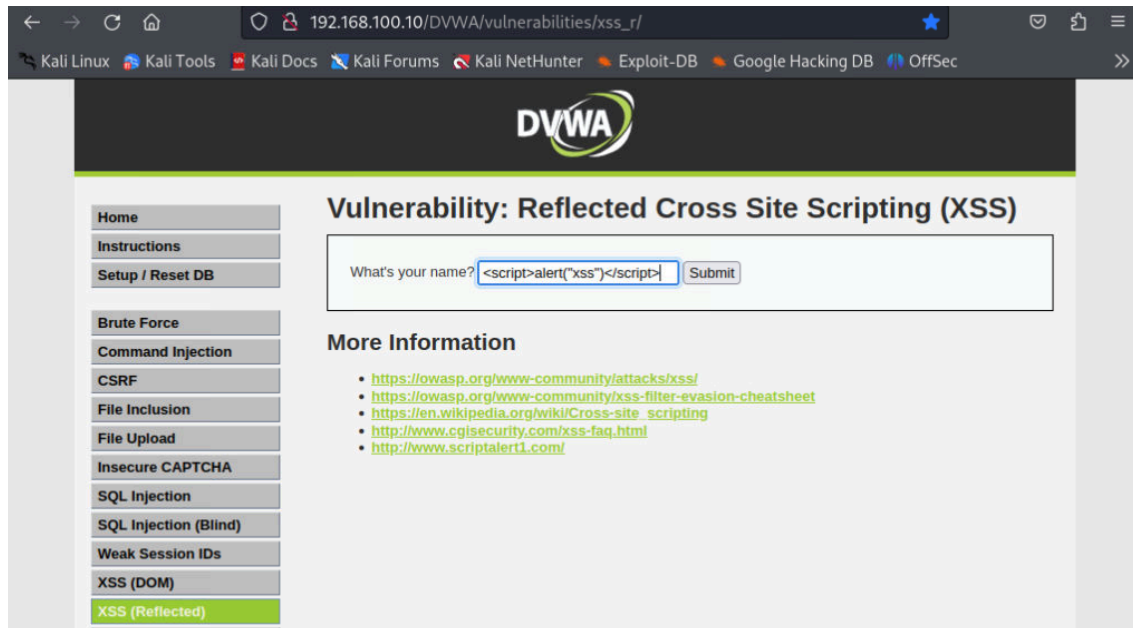 192.168.100.10/DVWA/vulnerabilities/xss_r/
Kali Linux Kali Tools Kali Docs Kali Forums Kali NetHunter Exploit-DB Google Hacking DB OffSec
DVWA
Home
Instructions
Setup / Reset DB
Brute Force
Command Injection
CSRF
File Inclusion
File Upload
Insecure CAPTCHA
SQL Injection
SQL Injection (Blind)
Weak Session IDs
XSS (DOM)
XSS (Reflected)
Vulnerability: Reflected Cross Site Scripting (XSS)
What's your name? <script>alert("xss")</script> Submit
More Information
https://owasp.org/www-community/attacks/xss/
https://owasp.org/www-community/xss-filter-evasion-cheatsheet
https://en.wikipedia.org/wiki/Cross-site_scripting
http://www.cgisecurity.com/xss-faq.html
http://www.scriptalert1.com/